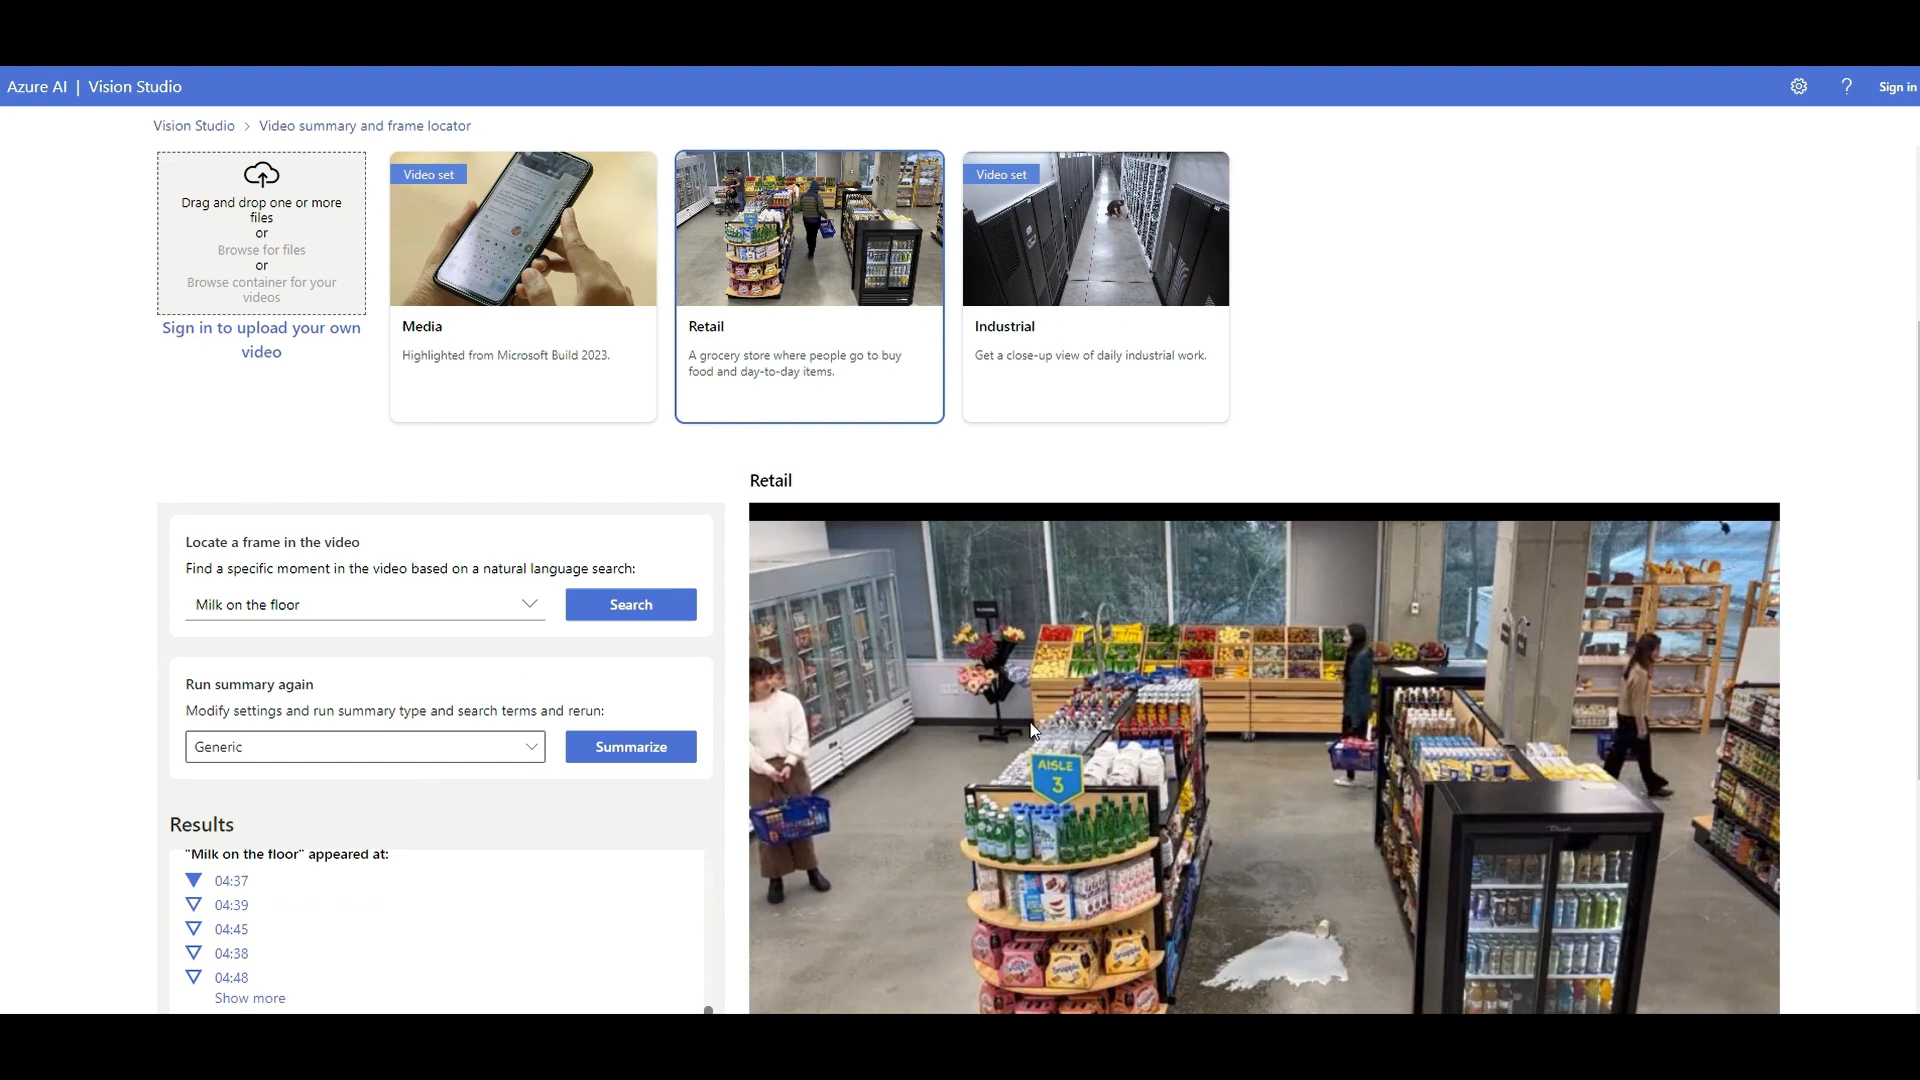 Azure AI | Vision Studio
Sign in
Vision Studio > Video summary and frame locator
Drag and drop one or more
files
or
Browse for files
or
Browse container for your
videos
Sign in to upload your own
video
Video set
Media
Highlighted from Microsoft Build 2023.
Retail
A grocery store where people go to buy
food and day-to-day items.
Video set
Industrial
Get a close-up view of daily industrial work.
Retail
Locate a frame in the video
Find a specific moment in the video based on a natural language search:
Milk on the floor
Search
Run summary again
Modify settings and run summary type and search terms and rerun:
Generic
Summarize
Results
"Milk on the floor" appeared at:
04:37
04:39
04:45
04:38
04:48
Show more
AISLE
3
Snapple
Snapple